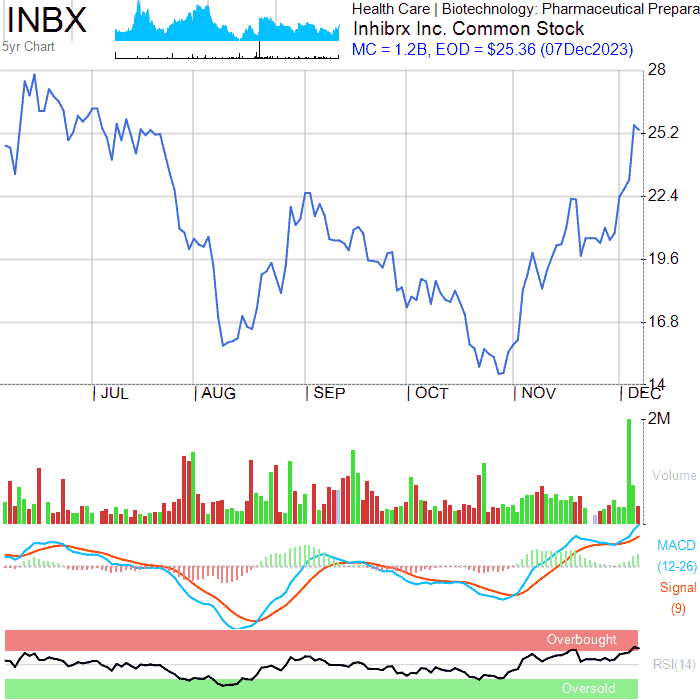 INBX
5yr Chart
Health Care | Biotechnology: Pharmaceutical Prepara
Inhibrx Inc. Common Stock
MC = 1.2B, EOD = $25.36 (07Dec2023)
28
25.2
22.4
19.6
16.8
14
JUL AUG SEP OCT NOV DEC
2M
Volume
MACD
(12-26)
Signal
(9)
Overbought
RSI(14)
Oversold